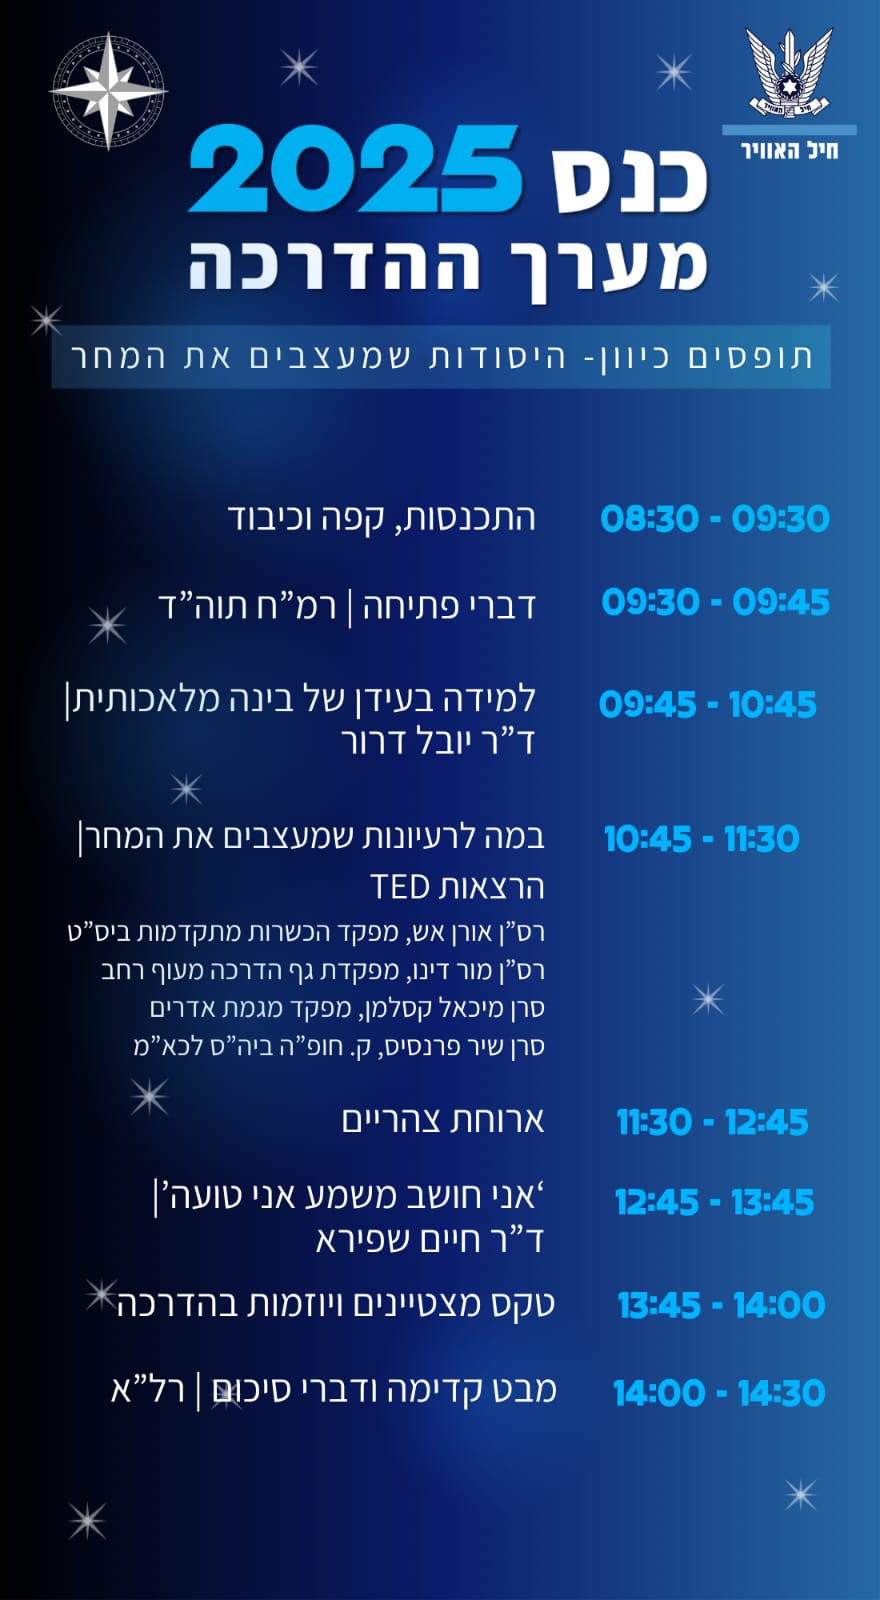 חיל האוויר
חיל האוויר
כנס 2025
מערך ההדרכה
תופסים כיוון- היסודות שמעצבים את המחר
08:30 - 09:30 התכנסות, קפה וכיבוד
09:30 - 09:45 דברי פתיחה | רמ”ח תוה”ד
09:45 - 10:45 למידה בעידן של בינה מלאכותית|
ד”ר יובל דרור
10:45 - 11:30 במה לרעיונות שמעצבים את המחר|
הרצאות TED
רס”ן אורן אש, מפקד הכשרות מתקדמות ביס”ט
רס”ן מור דינו, מפקדת גף הדרכה מעוף רחב
סרן מיכאל קסלמן, מפקד מגמת אדרים
סרן שיר פרנסיס, ק. חופ”ה ביה”ס לכא”מ
11:30 - 12:45 ארוחת צהריים
12:45 - 13:45 ‘אני חושב משמע אני טועה’|
ד”ר חיים שפירא
13:45 - 14:00 טקס מצטיינים ויוזמות בהדרכה
14:00 - 14:30 מבט קדימה ודברי סיכום | רל”א